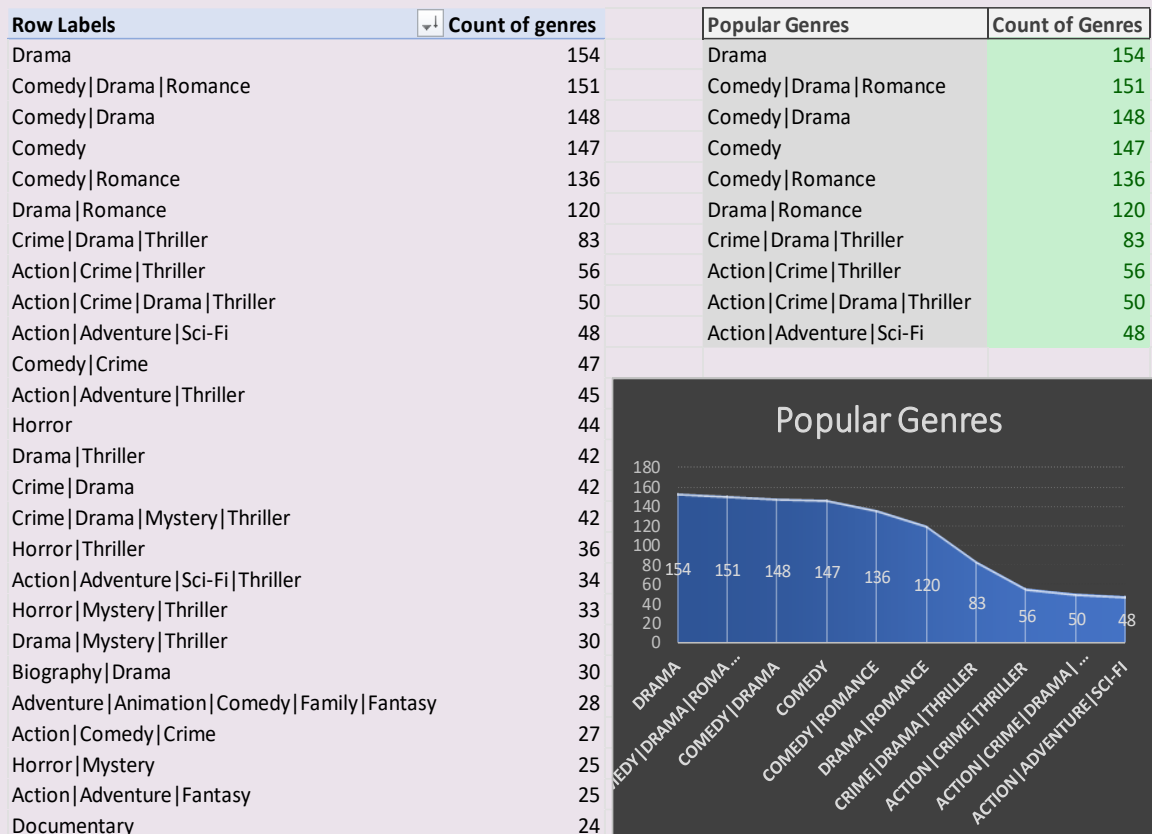 Row Labels Count of genres
Drama 154
Comedy|Drama|Romance 151
Comedy|Drama 148
Comedy 147
Comedy|Romance 136
Drama|Romance 120
Crime|Drama|Thriller 83
Action|Crime|Thriller 56
Action|Crime|Drama|Thriller 50
Action|Adventure|Sci-Fi 48
Comedy|Crime 47
Action|Adventure|Thriller 45
Horror 44
Drama|Thriller 42
Crime|Drama 42
Crime|Drama|Mystery|Thriller 42
Horror|Thriller 36
Action|Adventure|Sci-Fi|Thriller 34
Horror|Mystery|Thriller 33
Drama|Mystery|Thriller 30
Biography|Drama 30
Adventure|Animation|Comedy|Family|Fantasy 28
Action|Comedy|Crime 27
Horror|Mystery 25
Action|Adventure|Fantasy 25
Documentary 24
Popular Genres Count of Genres
Drama 154
Comedy|Drama|Romance 151
Comedy|Drama 148
Comedy 147
Comedy|Romance 136
Drama|Romance 120
Crime|Drama|Thriller 83
Action|Crime|Thriller 56
Action|Crime|Drama|Thriller 50
Action|Adventure|Sci-Fi 48
Popular Genres
180
160
140
120
100
80
60
40
20
0
154 151 148 147 136 120 83 56 50 48
DRAMA
MEDY|DRAMA|ROMA...
COMEDY|DRAMA
COMEDY
COMEDY|ROMANCE
DRAMA|ROMANCE
CRIME|DRAMA|THRILLER
ACTION|CRIME|THRILLER
ACTION|CRIME|DRAMA|...
ACTION|ADVENTURE|SCI-FI